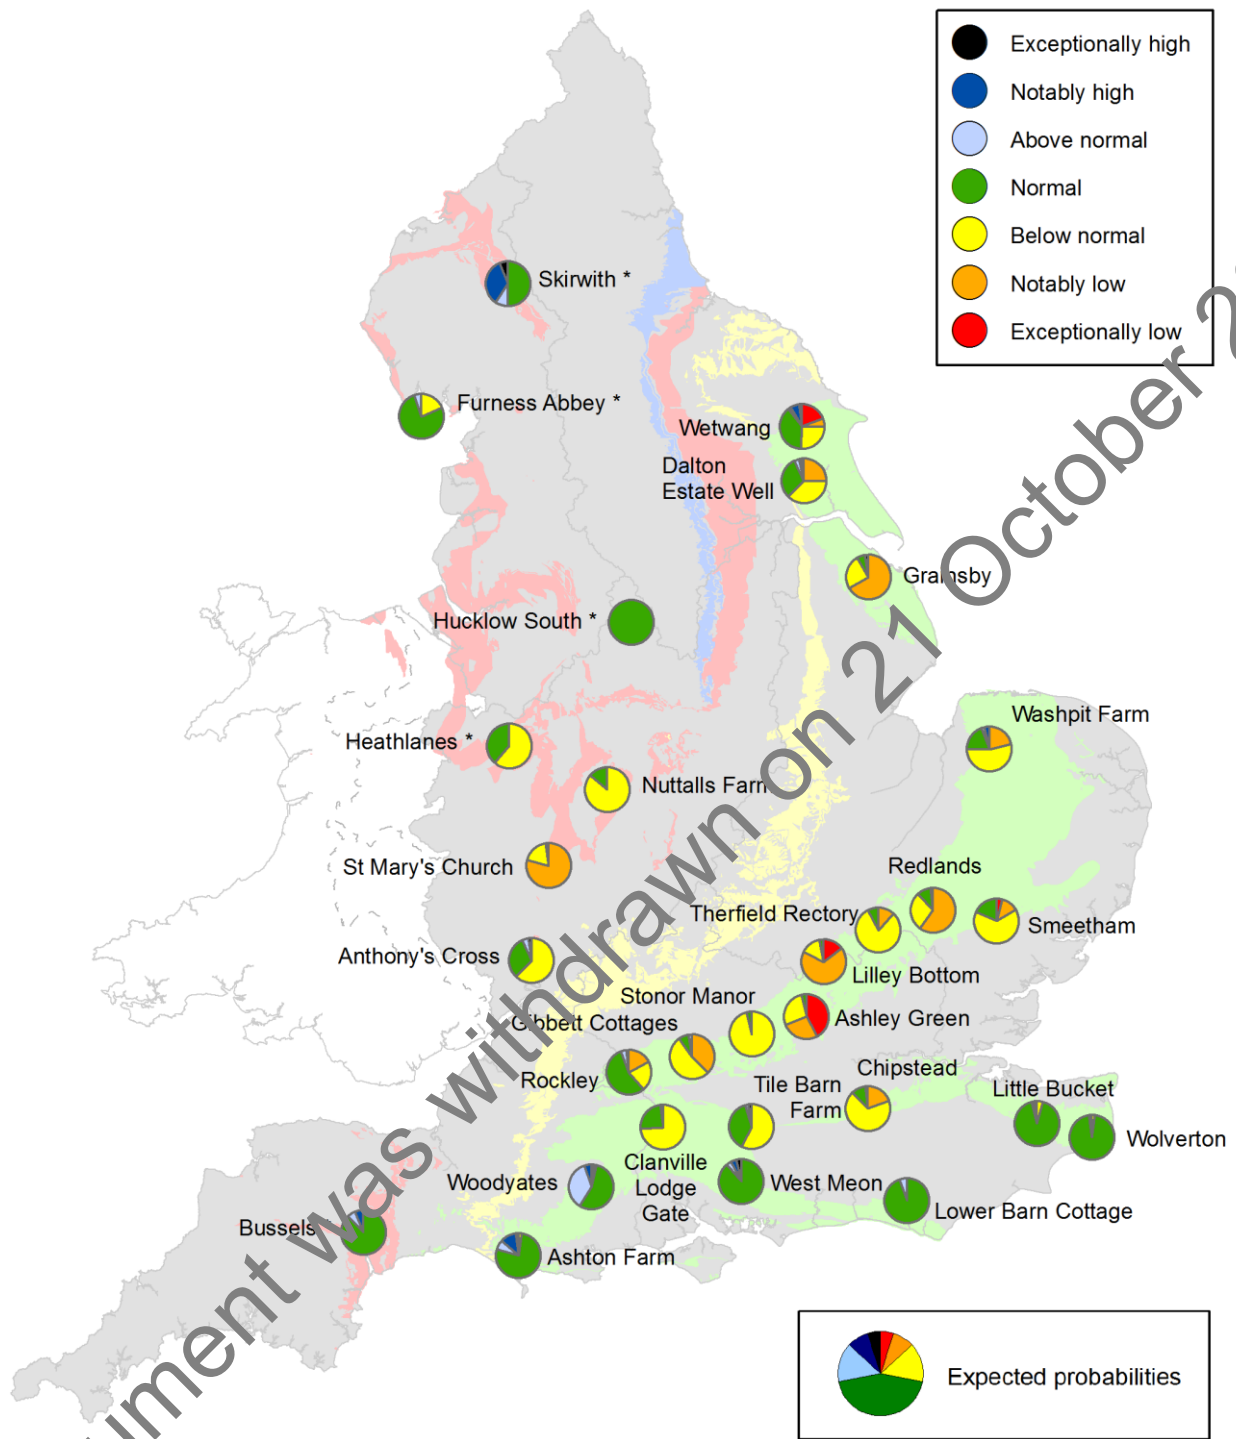 Exceptionally high
Notably high
Above normal
Normal
Below normal
Notably low
Exceptionally low
Skirwith *
Furness Abbey *
Wetwang
Dalton
Estate Well
Grainsby
Hucklow South *
Washpit Farm
Heathlanes *
Nuttalls Farm
St Mary's Church
Redlands
Therfield Rectory
Smeetham
Anthony's Cross
Lilley Bottom
Stonor Manor
Gibbett Cottages
Ashley Green
Rockley
Chipstead
Tile Barn
Farm
Little Bucket
Wolverton
Clanville
Lodge
Gate
Woodyates
West Meon
Lower Barn Cottage
Bussels
Ashton Farm
Expected probabilities
ument was withdrawn on 21 October 2